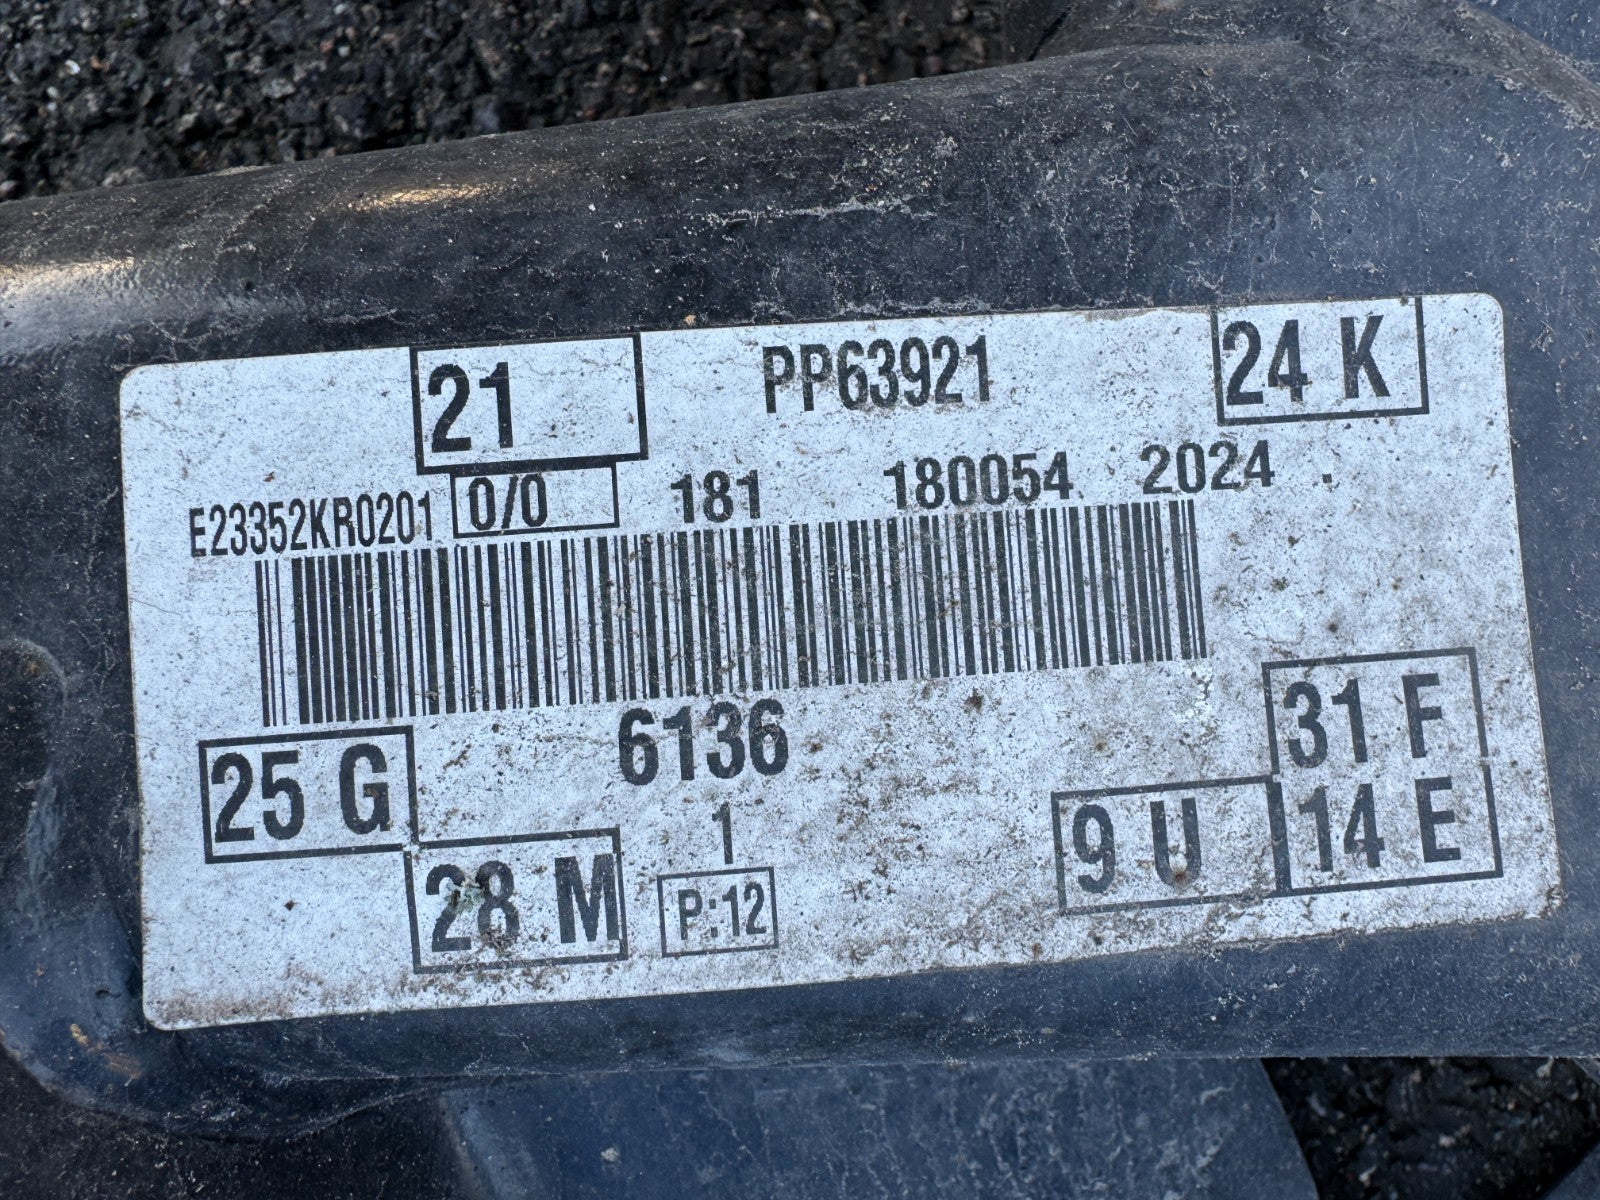 21 PP63921 24 K
E23352KR0201 0/0 181 180054 2024 .
6136
25 G 31 F
1 9 U 14 E
28 M P:12